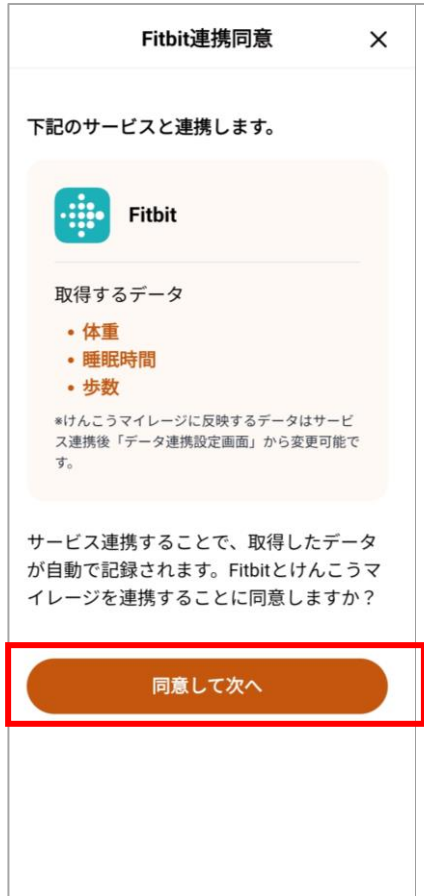 Fitbit連携同意
下記のサービスと連携します。
Fitbit
取得するデータ
• 体重
• 睡眠時間
• 歩数
※けんこうマイレージに反映するデータはサービ
ス連携後「データ連携設定画面」から変更可能で
す。
サービス連携することで、取得したデータ
が自動で記録されます。Fitbitとけんこうマ
イレージを連携することに同意しますか？
同意して次へ